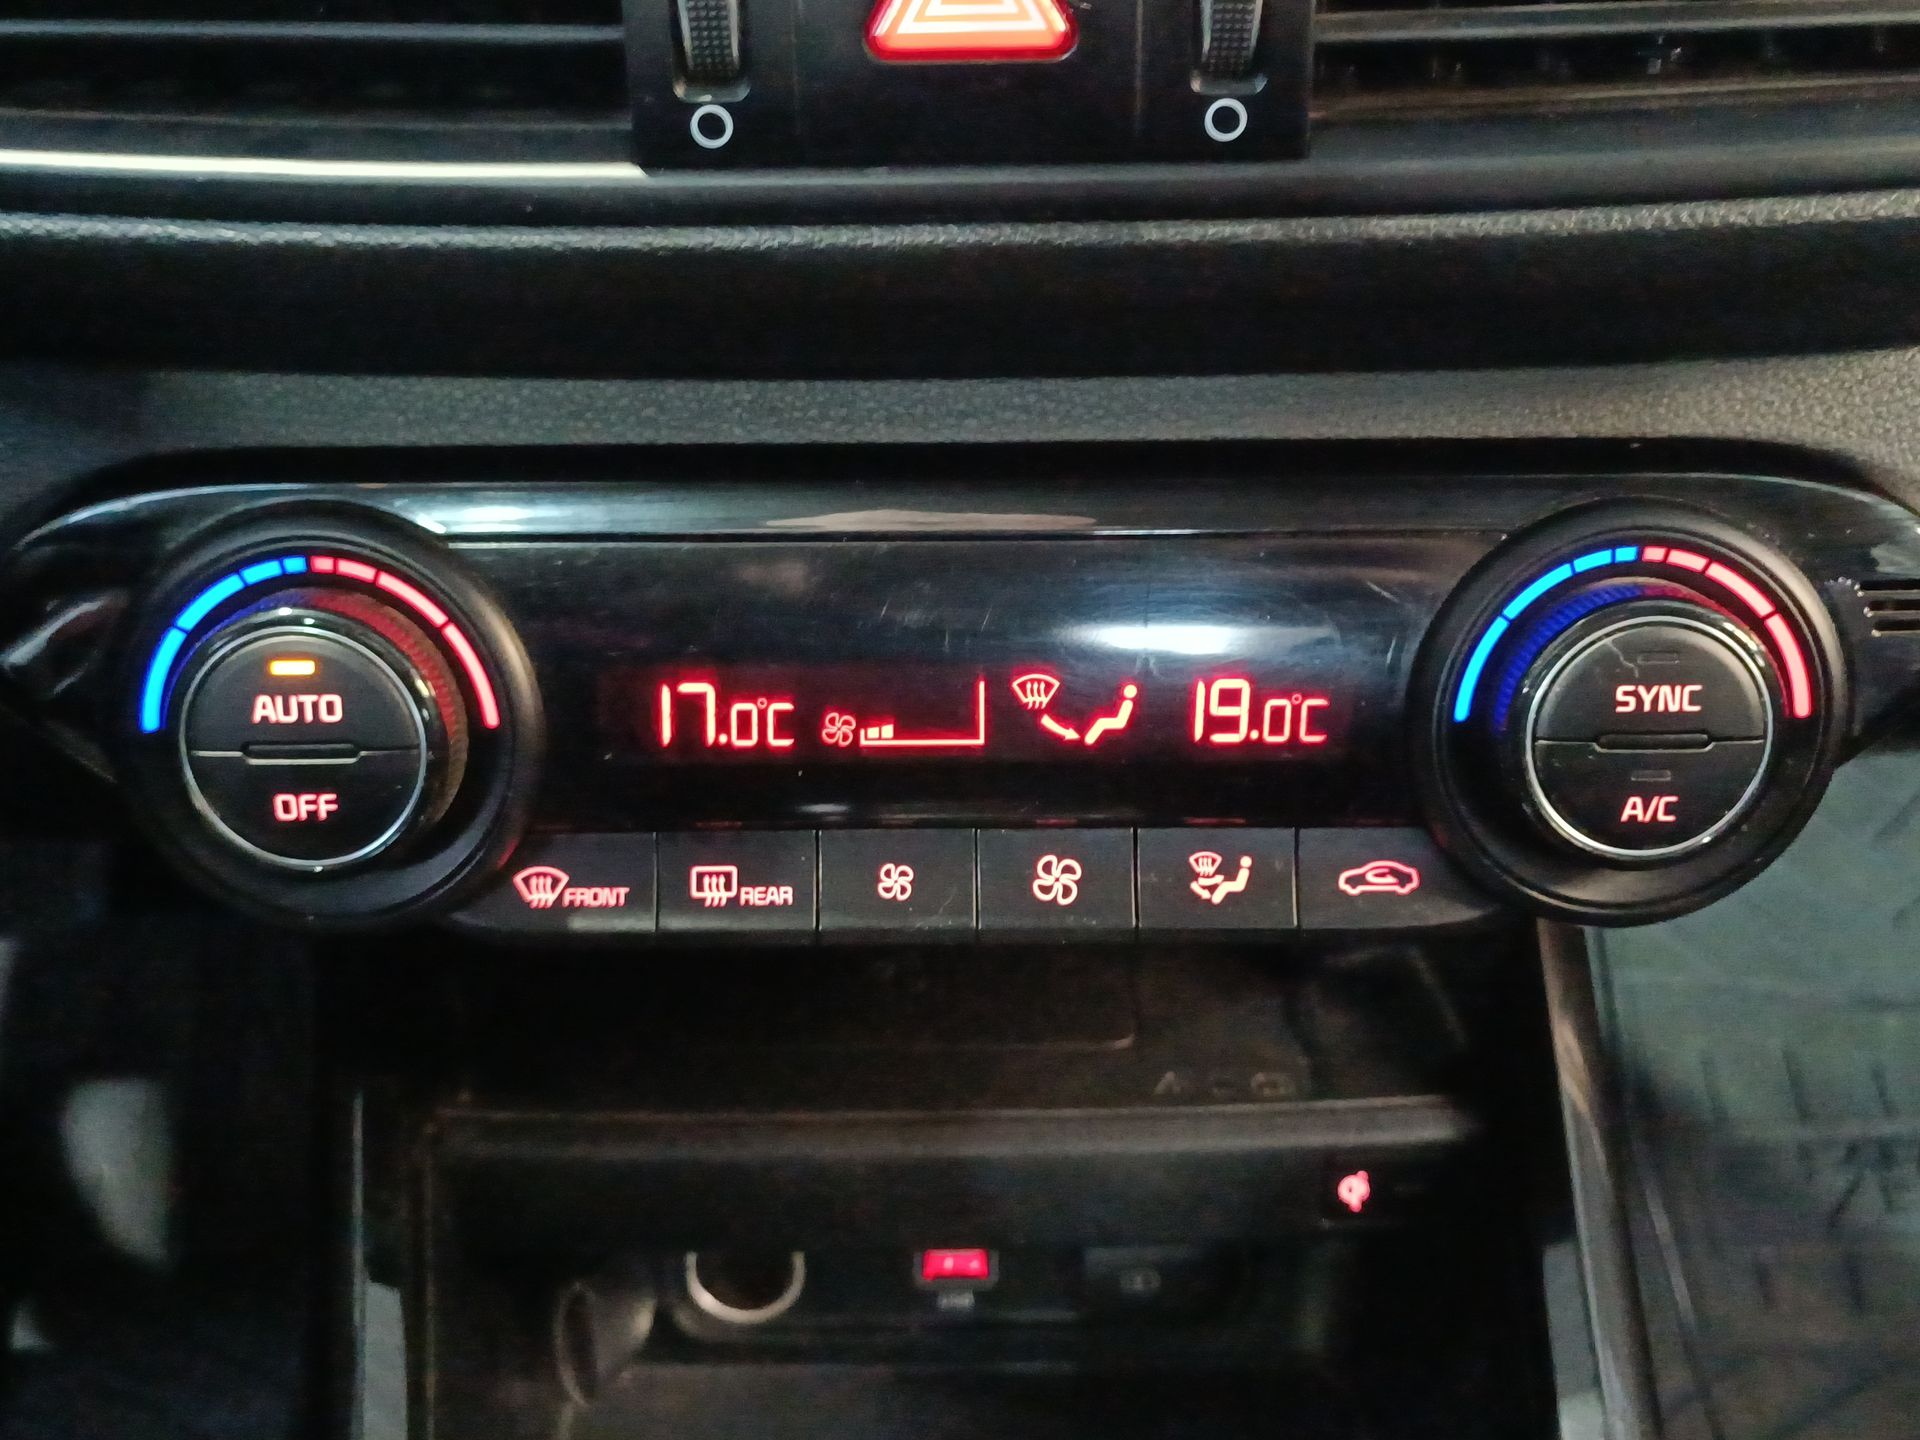 AUTO
OFF
17.0°C
19.0°C
SYNC
A/C
FRONT
REAR